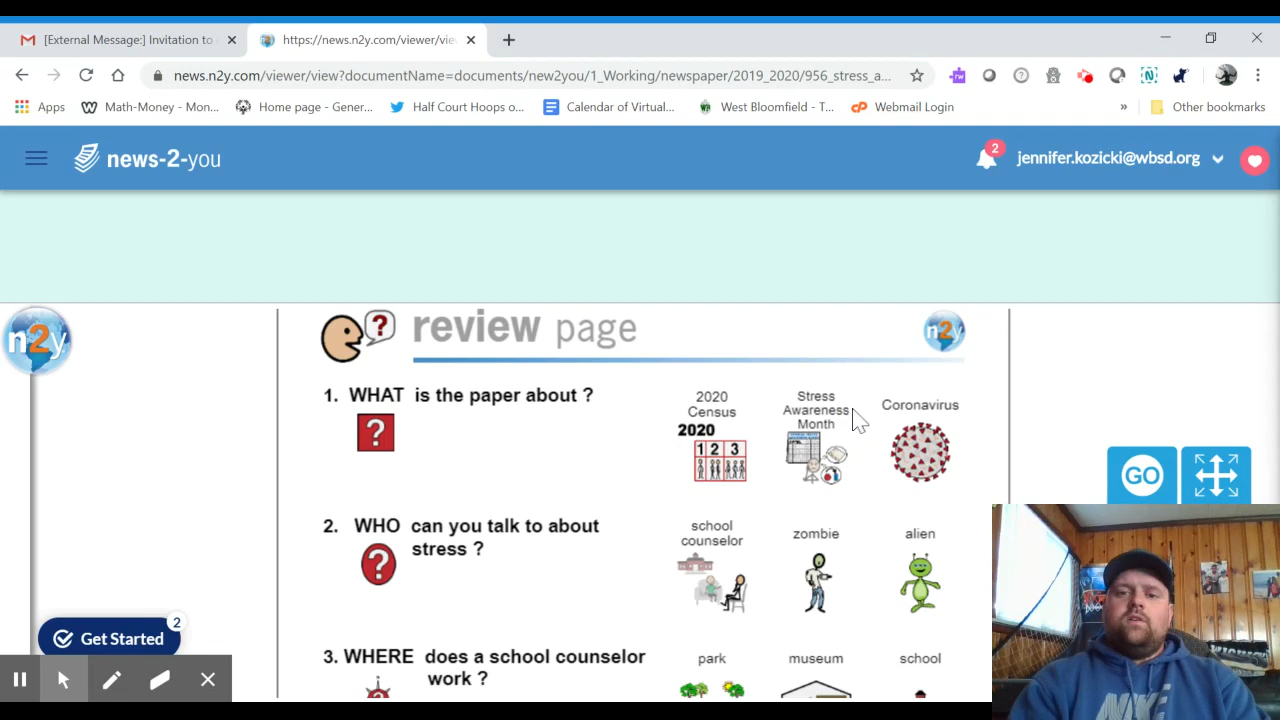 [External Message:] Invitation to
https://news.n2y.com/viewer/vie
news.n2y.com/viewer/view?documentName=documents/new2you/1_Working/newspaper/2019_2020/956_stress_a...
Apps
Math-Money - Mon...
Home page - Gener...
Half Court Hoops o...
Calendar of Virtual...
West Bloomfield - T...
Webmail Login
»
Other bookmarks
news-2-you
2
jennifer.kozicki@wbsd.org
n2y
review page
n2y
1. WHAT is the paper about ?
2020
Census
2020
1 2 3
Stress
Awareness
Month
Coronavirus
GO
2. WHO can you talk to about
stress ?
school
counselor
zombie
alien
3. WHERE does a school counselor
work ?
park
museum
school
Get Started
2
NIKE